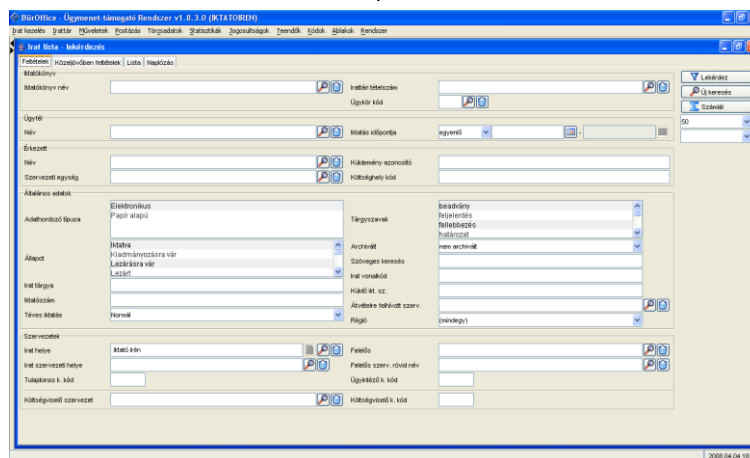 BürOffice - Ügymenet-támogató Rendszer v1.8.3.0 (IKTATOIREN)
Irat kezelés Irattár Műveletek Postázás Törzsadatok Statisztikák Jogosultságok Teendők Kódok Ablakok Rendszer
Irat lista - lekérdezés
Feltételek Közeljövőben feltételek Lista Naplózás
Iktatókönyv
Iktatókönyv név Irattári tételszám
Ügykör kód
Lekérdez
Új keresés
Számlál
50
Ügyfél
Név Iktatás időpontja egyenlő -
Érkezett
Név Küldemény azonosító
Szervezeti egység Költséghely kód
Általános adatok
Adathordozó típusa Elektronikus
Papír alapú
Tárgyszavak beadvány
feljelentés
fellebbezés
határozat
Állapot Iktatva
Kiadmányozásra vár
Lezárásra vár
Lezárt
Archivált nem archivált
Szöveges keresés
Irat vonalkód
Irat tárgya Küldő ikt. sz.
Iktatószám Átvételre felhívott szerv.
Téves iktatás Normál Régió (mindegy)
Szervezetek
Irat helye Iktató Irén Felelős
Irat szervezeti helye Felelős szerv. rövid név
Tulajdonos k. kód Ügyintéző k. kód
Költségviselő szervezet Költségviselő k. kód
2008.04.04 18